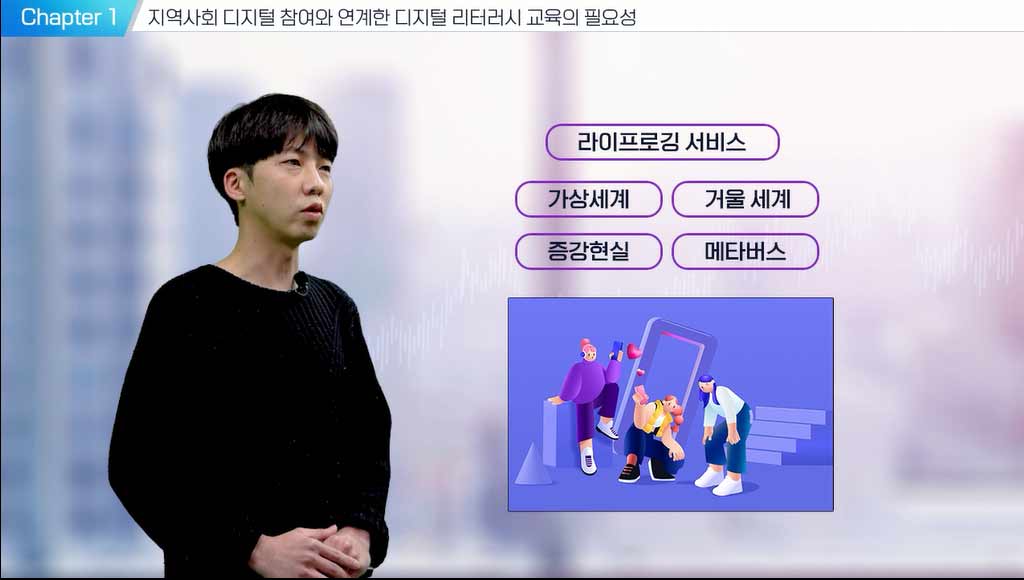 Chapter 1 지역사회 디지털 참여와 연계한 디지털 리터러시 교육의 필요성
라이프로깅 서비스
가상세계 거울 세계
증강현실 메타버스